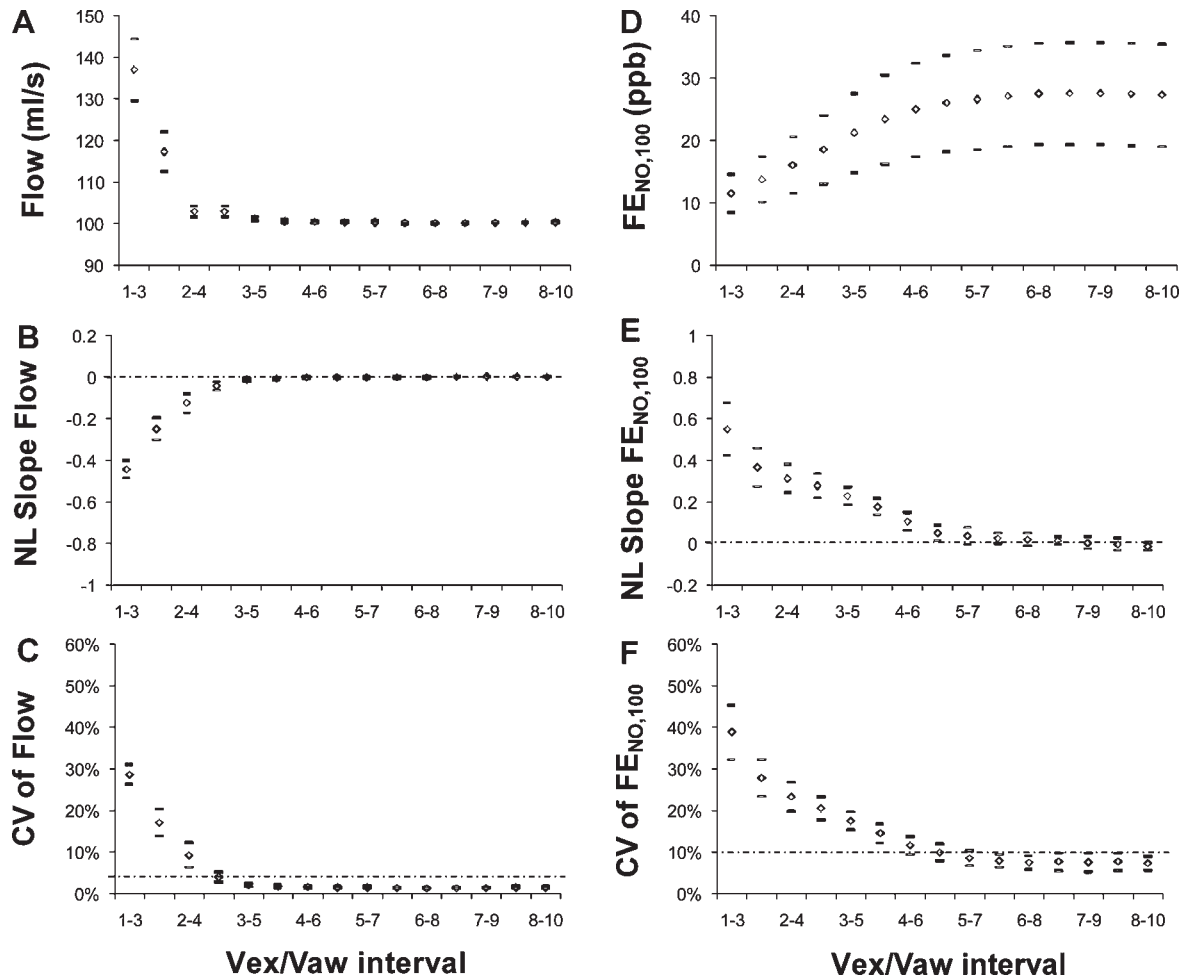 A
Flow (ml/s)
150
140
130
120
110
100
90
1-3 2-4 3-5 4-6 5-7 6-8 7-9 8-10
B
NL Slope Flow
0.2
0
-0.2
-0.4
-0.6
-0.8
-1
1-3 2-4 3-5 4-6 5-7 6-8 7-9 8-10
C
CV of Flow
60%
50%
40%
30%
20%
10%
0%
1-3 2-4 3-5 4-6 5-7 6-8 7-9 8-10
Vex/Vaw interval
D
FENO,100 (ppb)
40
30
20
10
0
1-3 2-4 3-5 4-6 5-7 6-8 7-9 8-10
E
NL Slope FENO,100
1
0.8
0.6
0.4
0.2
0
-0.2
1-3 2-4 3-5 4-6 5-7 6-8 7-9 8-10
F
CV of FENO,100
60%
50%
40%
30%
20%
10%
0%
1-3 2-4 3-5 4-6 5-7 6-8 7-9 8-10
Vex/Vaw interval